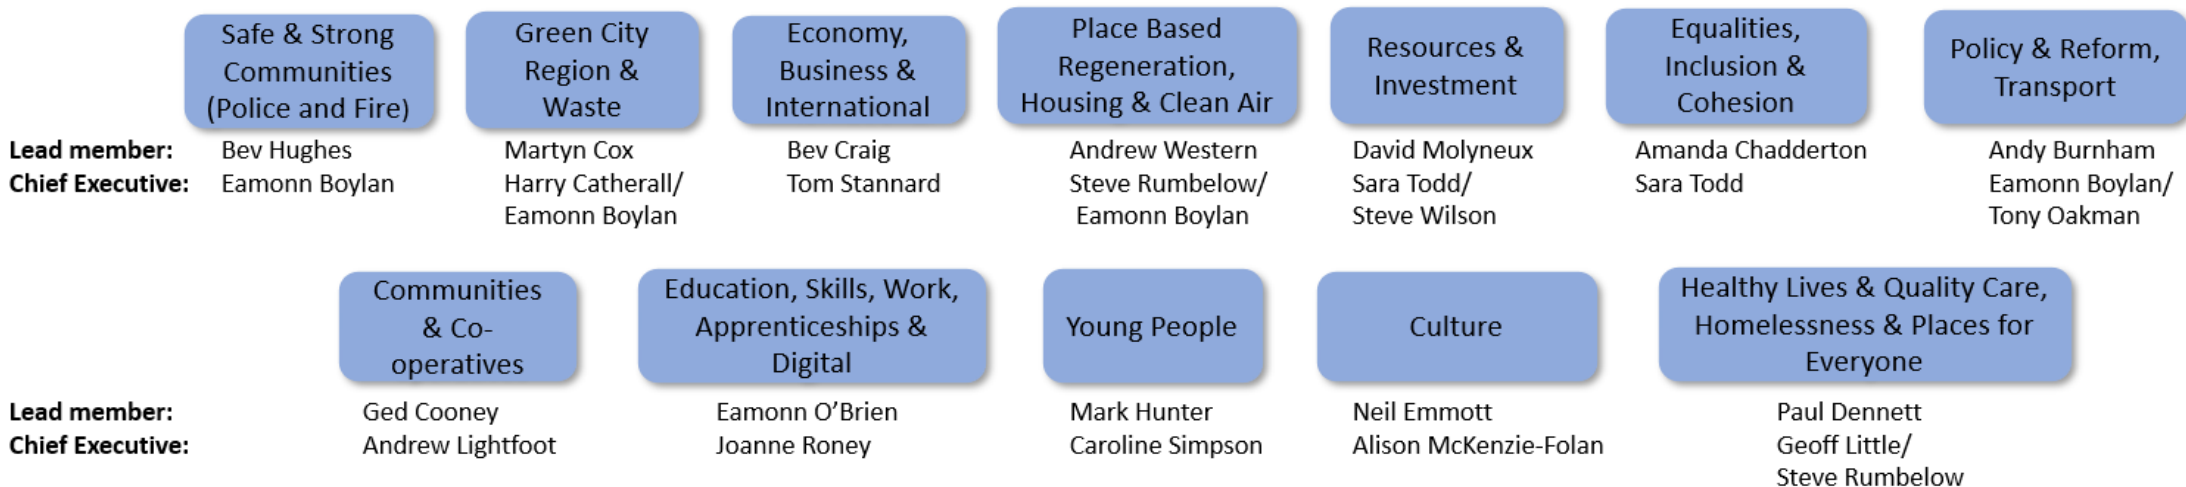 Safe & Strong
Communities
(Police and Fire)
Green City
Region &
Waste
Economy,
Business &
International
Place Based
Regeneration,
Housing & Clean Air
Resources &
Investment
Equalities,
Inclusion &
Cohesion
Policy & Reform,
Transport
Lead member: Bev Hughes Martyn Cox Bev Craig Andrew Western David Molyneux Amanda Chadderton Andy Burnham
Chief Executive: Eamonn Boylan Harry Catherall/ Tom Stannard Steve Rumbelow/ Sara Todd/ Sara Todd Eamonn Boylan/
Eamonn Boylan Eamonn Boylan Steve Wilson Tony Oakman
Communities
& Co-
operatives
Education, Skills, Work,
Apprenticeships &
Digital
Young People
Culture
Healthy Lives & Quality Care,
Homelessness & Places for
Everyone
Lead member: Ged Cooney Eamonn O’Brien Mark Hunter Neil Emmott Paul Dennett
Chief Executive: Andrew Lightfoot Joanne Roney Caroline Simpson Alison McKenzie-Folan Geoff Little/
Steve Rumbelow